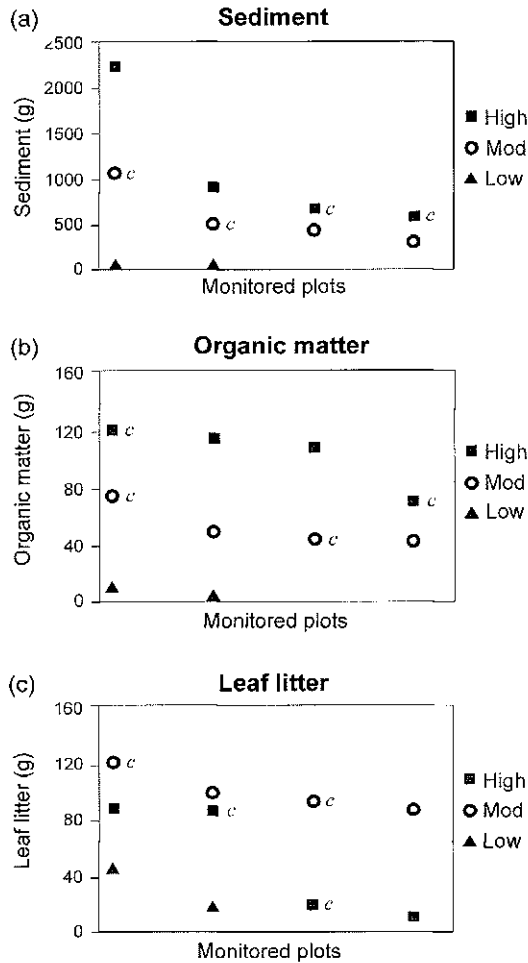 (a) Sediment
Sediment (g)
2500
2000
1500
1000
500
0
c
c
c
c
■ High
○ Mod
▲ Low
Monitored plots
(b) Organic matter
Organic matter (g)
160
120
80
40
0
c
c
c
c
■ High
○ Mod
▲ Low
Monitored plots
(c) Leaf litter
Leaf litter (g)
160
120
80
40
0
c
c
c
c
■ High
○ Mod
▲ Low
Monitored plots